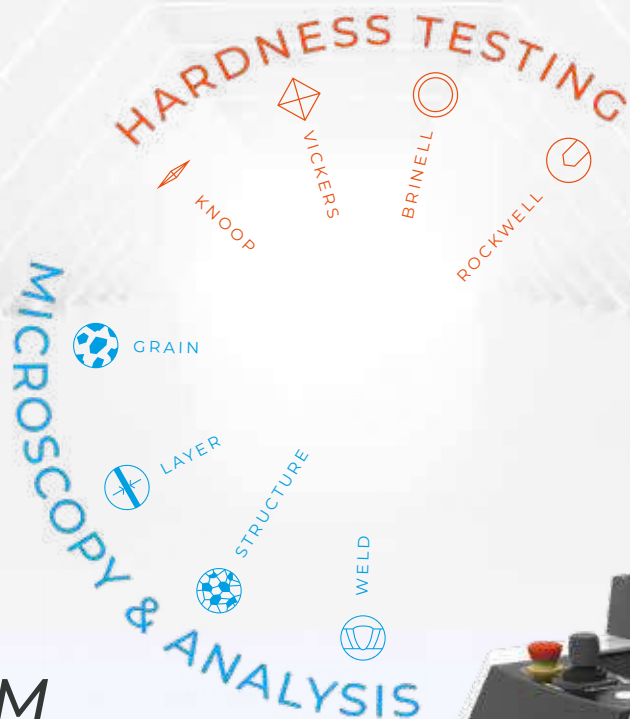 HARDNESS TESTING
KNOOP
VICKERS
BRINELL
ROCKWELL
MICROSCOPY & ANALYSIS
GRAIN
LAYER
STRUCTURE
WELD
M